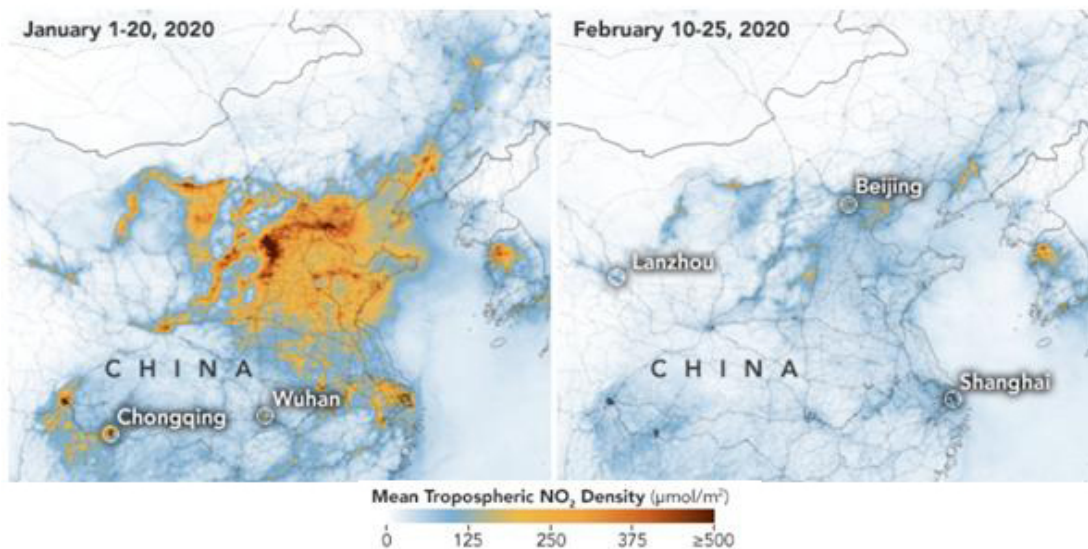 January 1-20, 2020
February 10-25, 2020
Beijing
Lanzhou
CHINA
CHINA
Shanghai
Wuhan
Chongqing
Mean Tropospheric NO₂ Density (μmol/m²)
0 125 250 375 ≥500